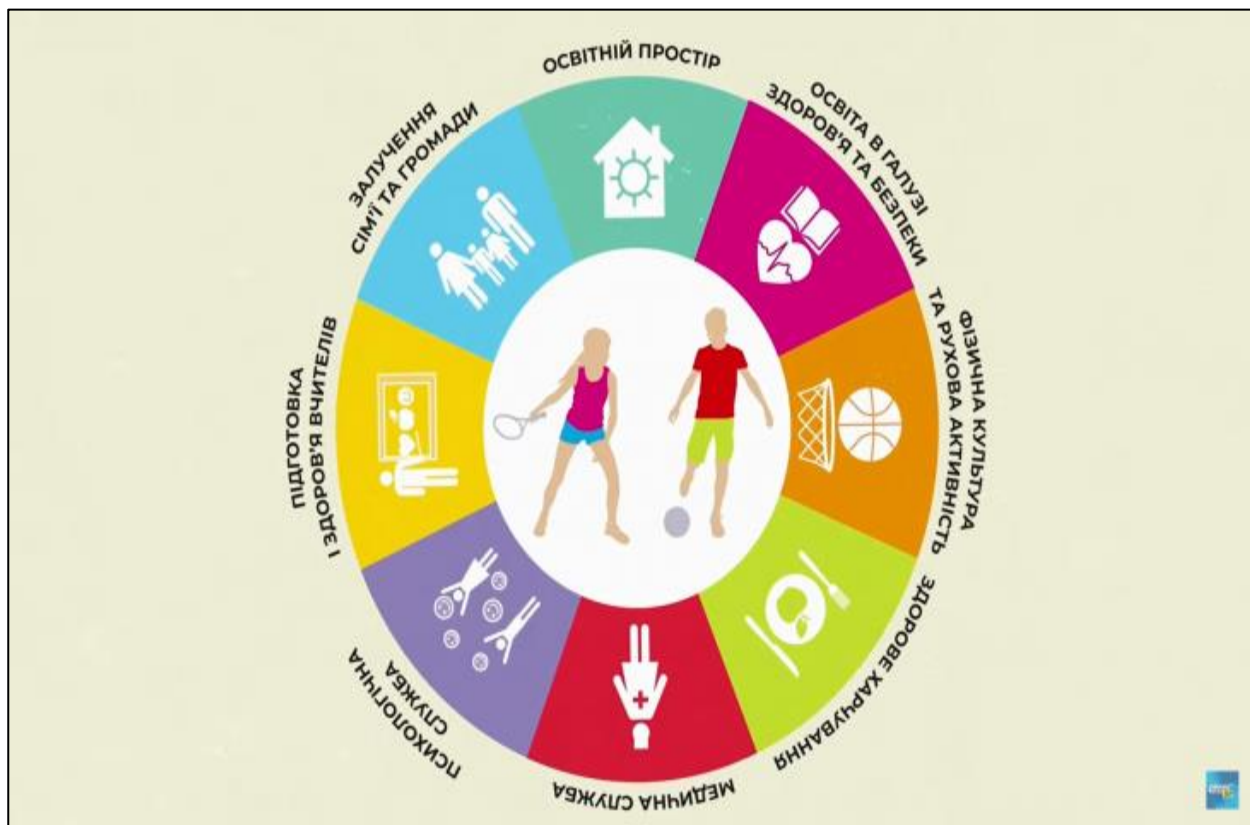 ОСВІТНІЙ ПРОСТІР
ОСВІТА В ГАЛУЗІ
ЗДОРОВ'Я ТА БЕЗПЕКИ
ФІЗИЧНА КУЛЬТУРА
ТА РУХОВА АКТИВНІСТЬ
ЗДОРОВЕ ХАРЧУВАННЯ
МЕДИЧНА СЛУЖБА
ПСИХОЛОГІЧНА
СЛУЖБА
ПІДГОТОВКА
І ЗДОРОВ'Я ВЧИТЕЛІВ
ЗАЛУЧЕННЯ
СІМ'Ї ТА ГРОМАДИ